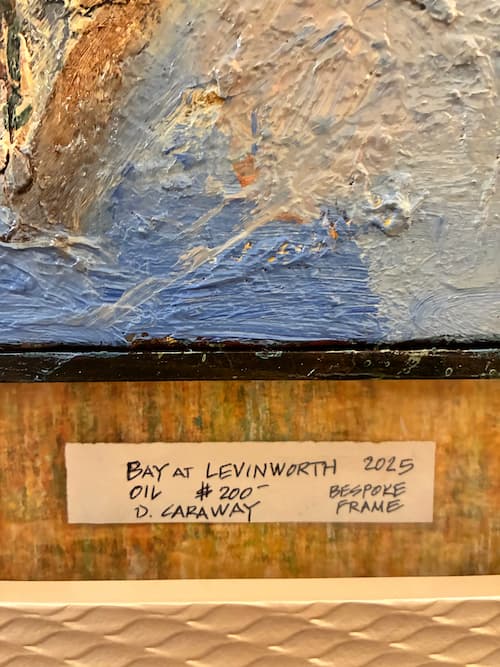 BAY AT LEVINWORTH 2025
OIL $200- BESPOKE
D. CARAWAY FRAME